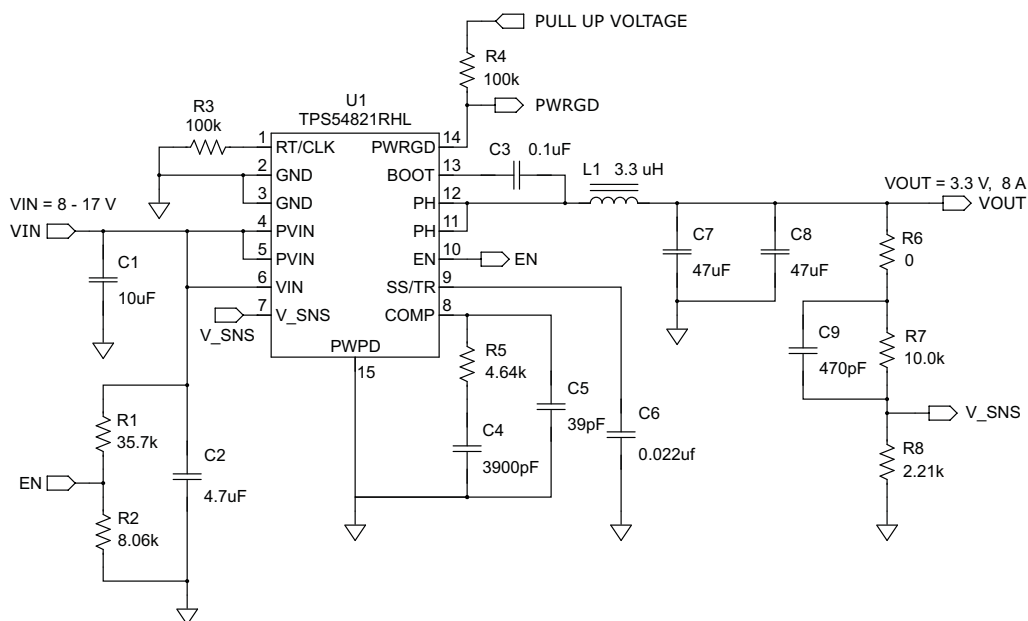 PULL UP VOLTAGE
R4
100k
PWRGD
U1
TPS54821RHL
R3
100k
1 RT/CLK PWRGD 14
2 GND BOOT 13
3 GND PH 12
4 PVIN PH 11
5 PVIN EN 10
6 VIN SS/TR 9
7 V_SNS COMP 8
PWPD
15
C3 0.1uF
L1 3.3 uH
VOUT = 3.3 V, 8 A
VOUT
VIN = 8 - 17 V
VIN
C1
10uF
V_SNS
EN
C7
47uF
C8
47uF
R6
0
C9
470pF
R7
10.0k
V_SNS
R8
2.21k
R5
4.64k
C4
3900pF
C5
39pF
C6
0.022uf
R1
35.7k
C2
4.7uF
EN
R2
8.06k